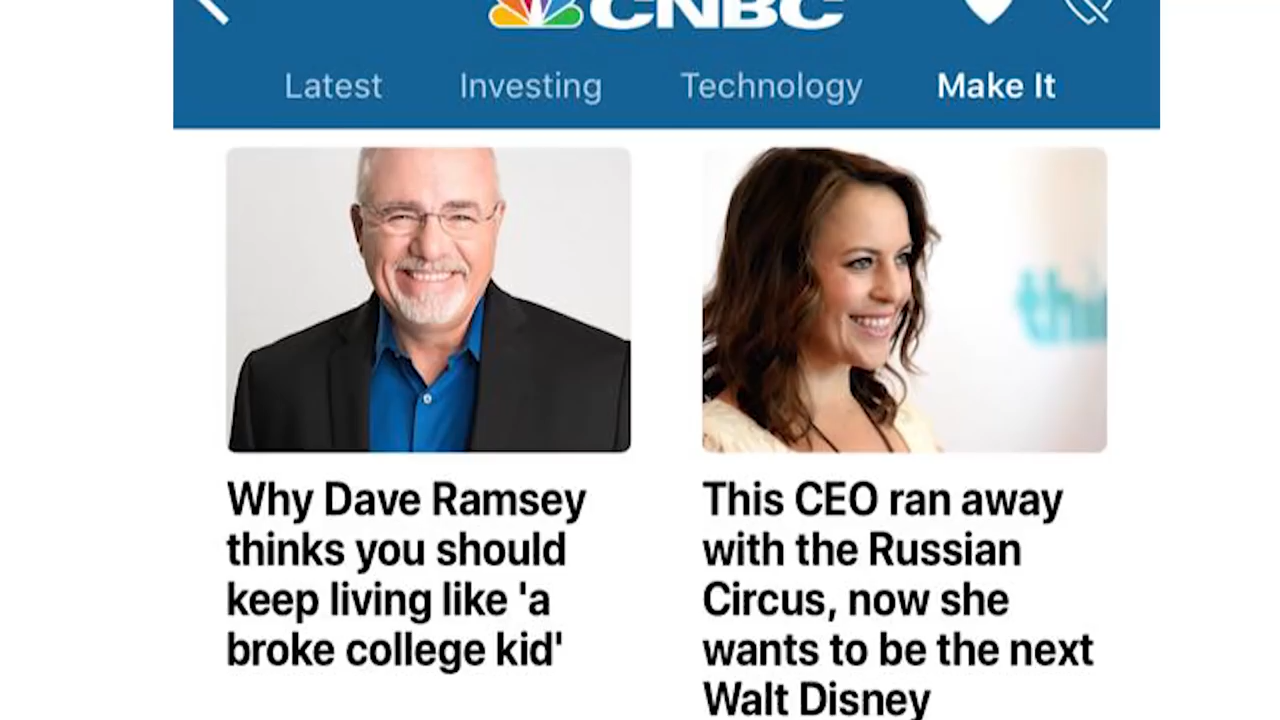 CNBC
Latest Investing Technology Make It
thi
Why Dave Ramsey
thinks you should
keep living like 'a
broke college kid'
This CEO ran away
with the Russian
Circus, now she
wants to be the next
Walt Disney